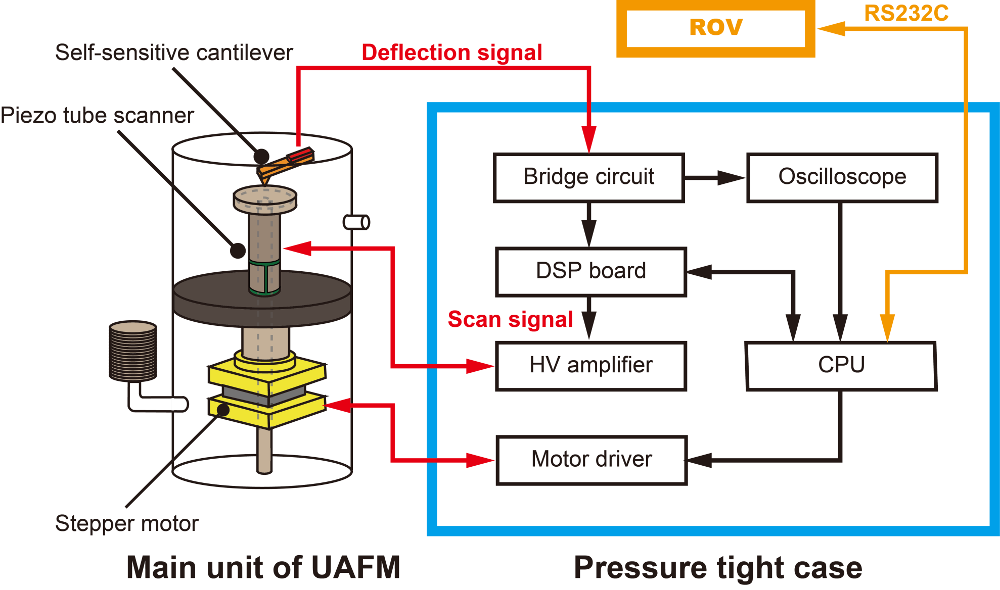 ROV
RS232C
Self-sensitive cantilever
Deflection signal
Piezo tube scanner
Bridge circuit
Oscilloscope
DSP board
Scan signal
HV amplifier
CPU
Motor driver
Stepper motor
Main unit of UAFM
Pressure tight case